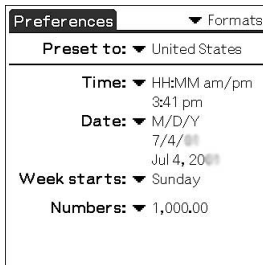 Preferences Formats
Preset to: United States
Time: HH:MM am/pm
3:41 pm
Date: M/D/Y
7/4/
Jul 4, 20
Week starts: Sunday
Numbers: 1,000.00